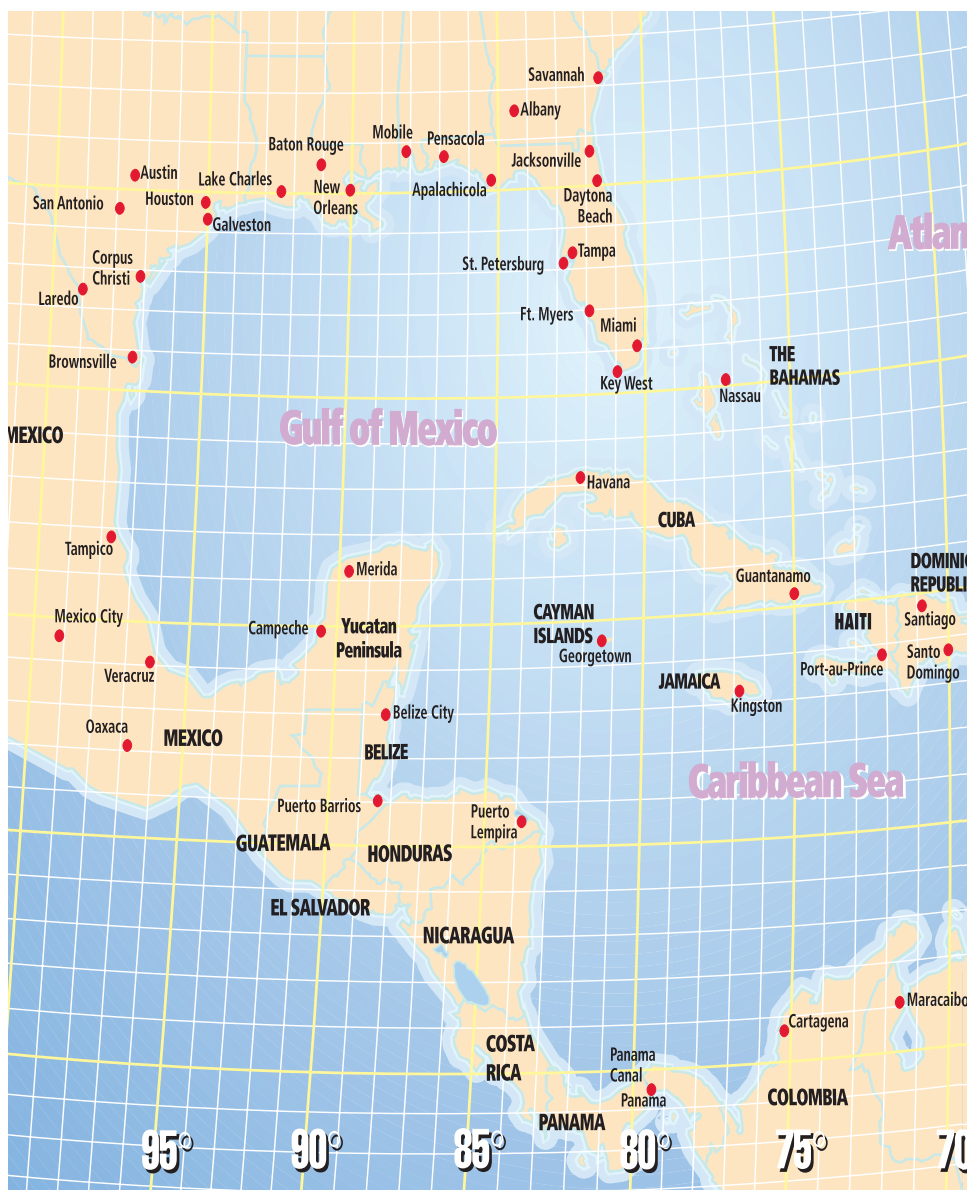 Savannah
Albany
Mobile
Pensacola
Baton Rouge
Jacksonville
Austin
Lake Charles
New
Orleans
Apalachicola
Houston
San Antonio
Daytona
Beach
Galveston
Atlan
Tampa
St. Petersburg
Corpus
Christi
Laredo
Ft. Myers
Miami
Brownsville
THE
BAHAMAS
Key West
Nassau
Gulf of Mexico
MEXICO
Havana
CUBA
Tampico
Merida
DOMINIC
REPUBLI
Guantanamo
Mexico City
Campeche
Yucatan
Peninsula
CAYMAN
ISLANDS
Georgetown
HAITI
Santiago
Santo
Domingo
Port-au-Prince
Veracruz
JAMAICA
Kingston
Oaxaca
MEXICO
Belize City
BELIZE
Caribbean Sea
Puerto Barrios
Puerto
Lempira
GUATEMALA
HONDURAS
EL SALVADOR
NICARAGUA
Maracaibo
Cartagena
COSTA
RICA
Panama
Canal
Panama
COLOMBIA
PANAMA
95° 90° 85° 80° 75° 70